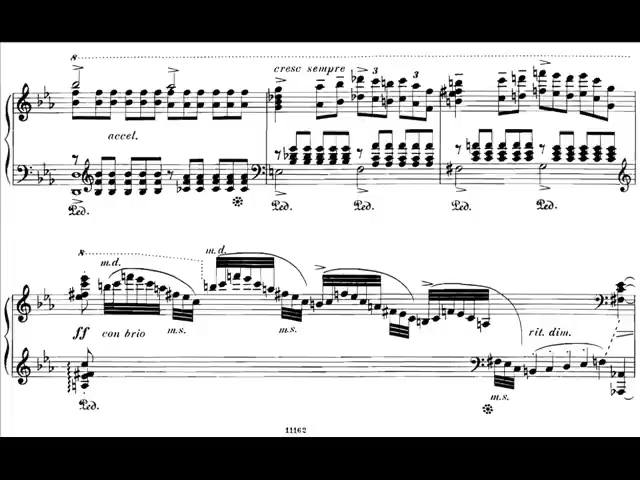 8
cresc sempre 3 3
accel.
Ped. Ped. Ped. Ped. Ped.
8
m.d. m.d.
ff con brio m.s. m.s. rit. dim.
Ped. m.s.
11162